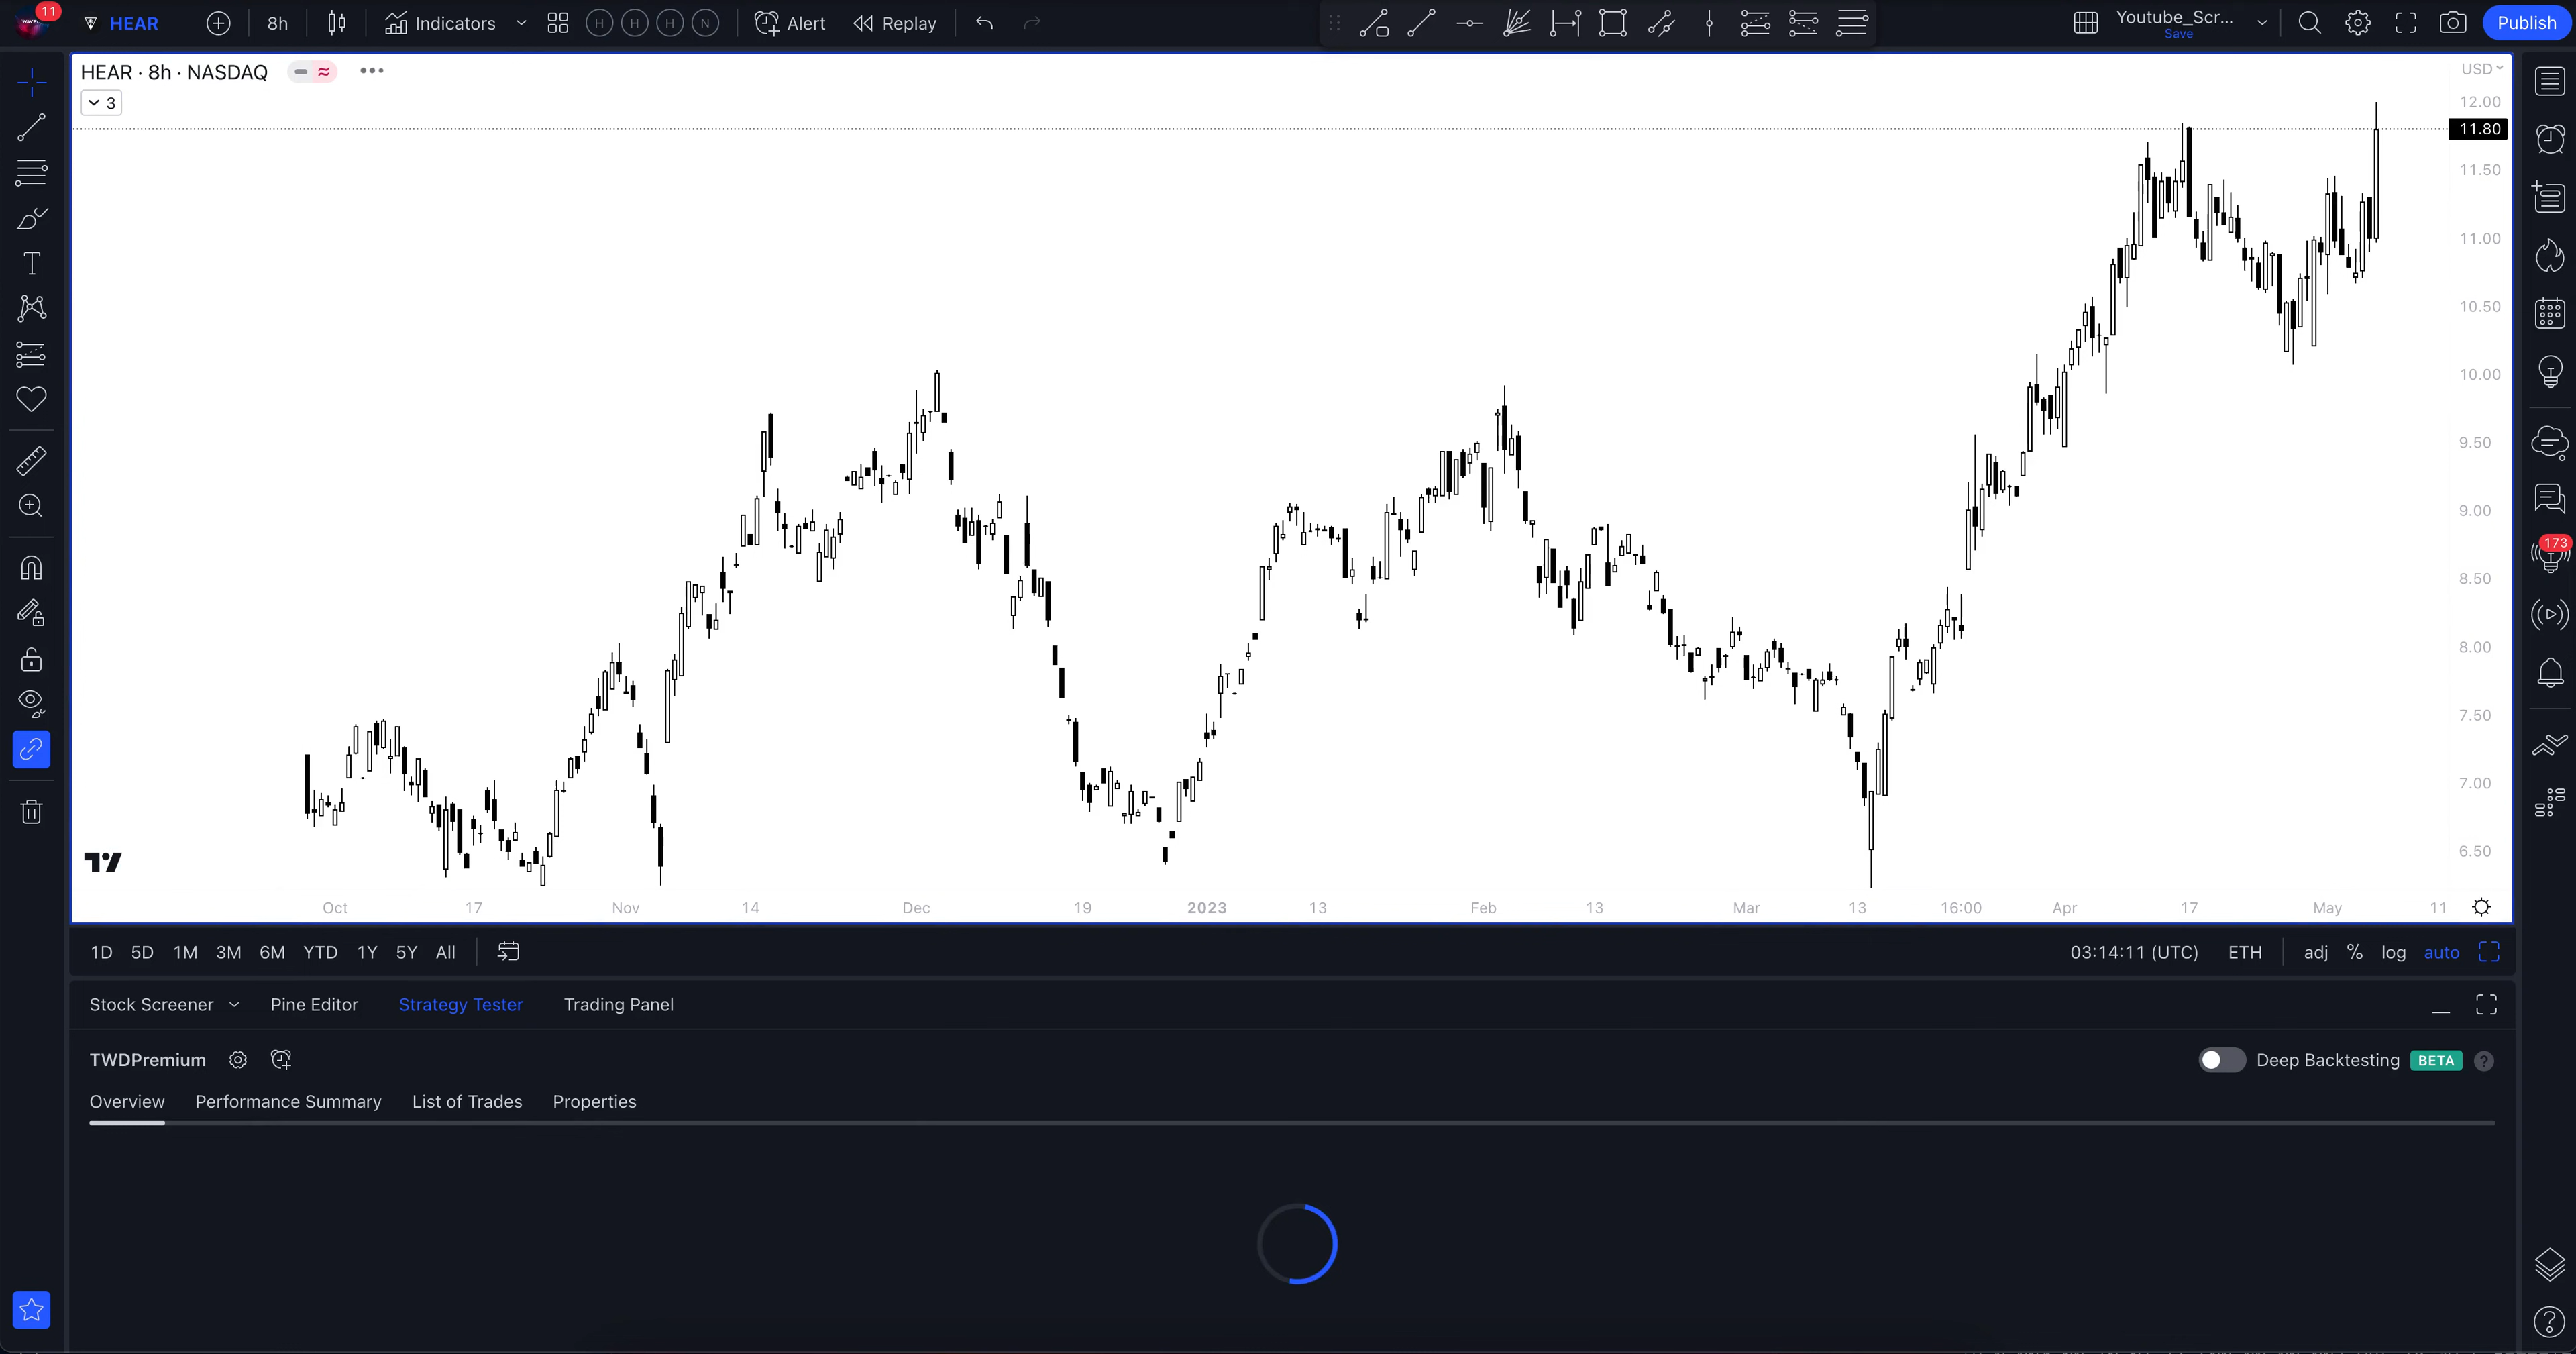 11
HEAR 8h Indicators H H H N Alert Replay Youtube_Scr... Publish
Save
HEAR · 8h · NASDAQ
3
USD
12.00
11.80
11.50
11.00
10.50
10.00
9.50
9.00
8.50
8.00
7.50
7.00
6.50
173
Oct 17 Nov 14 Dec 19 2023 13 Feb 13 Mar 13 16:00 Apr 17 May 11
1D 5D 1M 3M 6M YTD 1Y 5Y All 03:14:11 (UTC) ETH adj % log auto
Stock Screener Pine Editor Strategy Tester Trading Panel
TWDPremium Deep Backtesting BETA ?
Overview Performance Summary List of Trades Properties